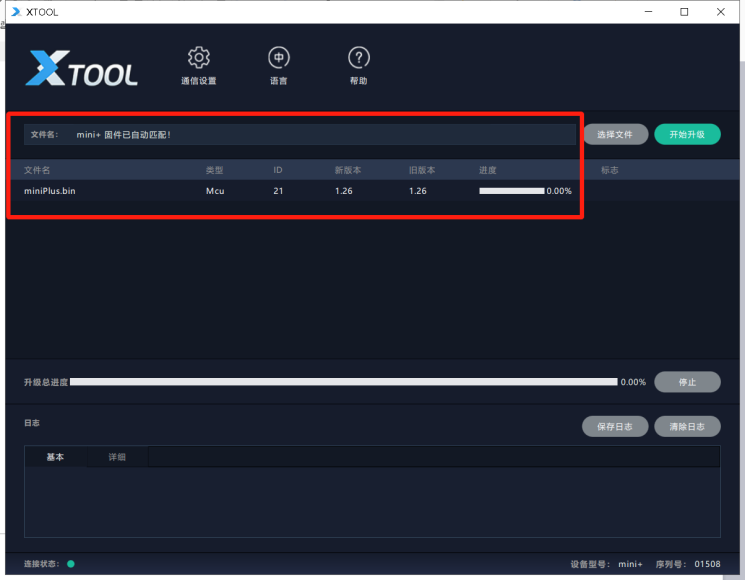 XTOOL
XTOOL
通信设置 语言 帮助
中
?
文件名: mini+ 固件已自动匹配! 选择文件 开始升级
文件名 类型 ID 新版本 旧版本 进度 标志
miniPlus.bin Mcu 21 1.26 1.26 0.00%
升级总进度 0.00% 停止
日志 保存日志 清除日志
基本 详细
连接状态: 设备型号: mini+ 序列号: 01508